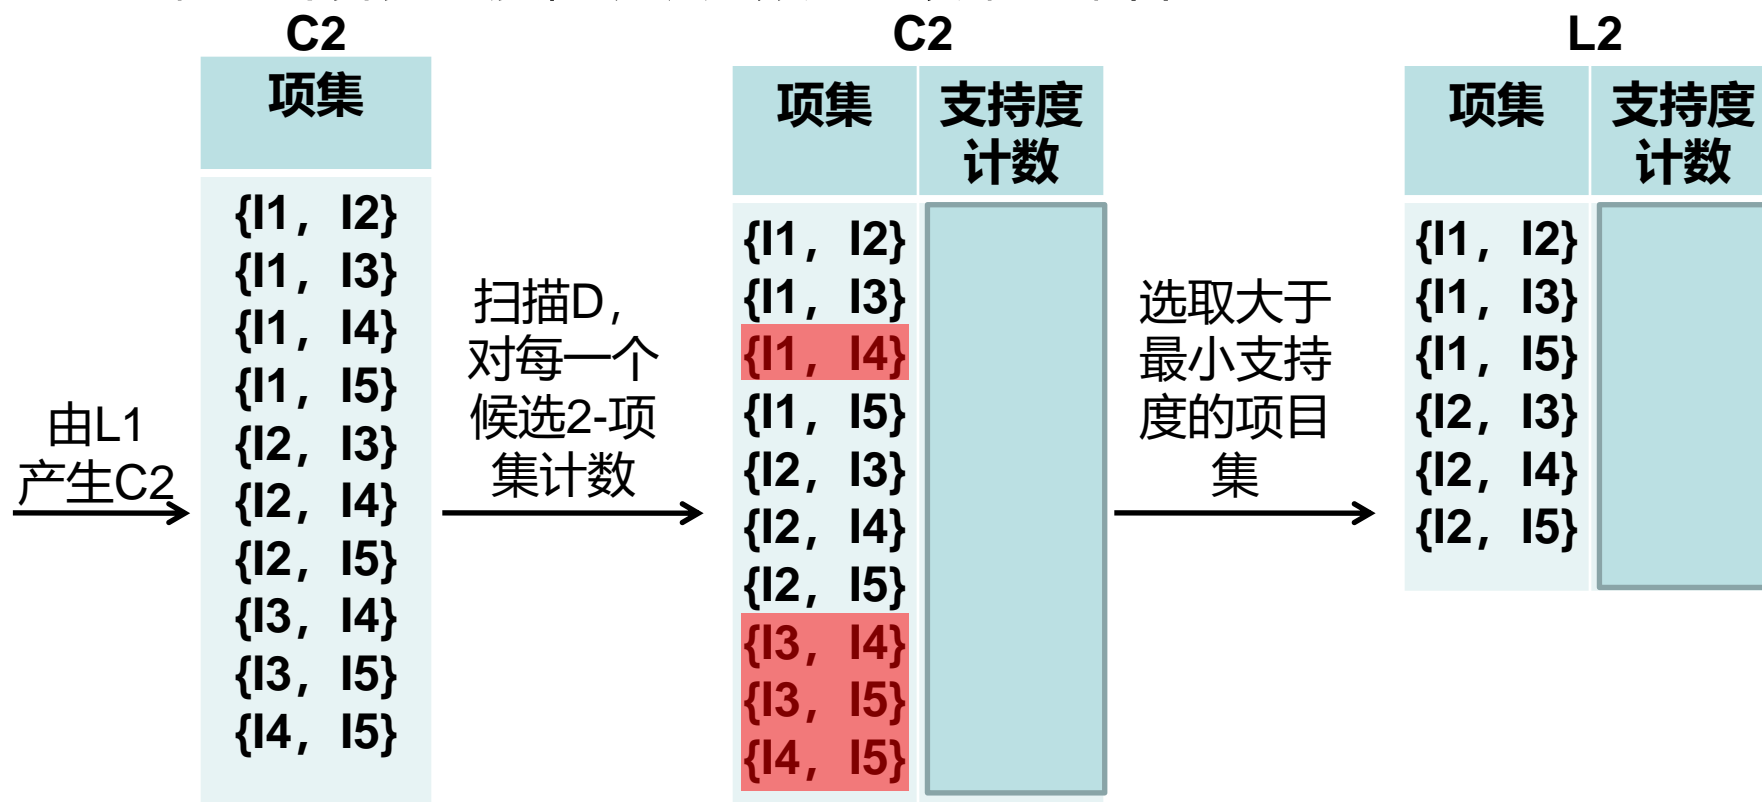 C2
项集
{I1，I2}
{I1，I3}
{I1，I4}
{I1，I5}
{I2，I3}
{I2，I4}
{I2，I5}
{I3，I4}
{I3，I5}
{I4，I5}
由L1
产生C2
扫描D，
对每一个
候选2-项
集计数
C2
项集
支持度
计数
{I1，I2}
{I1，I3}
{I1，I4}
{I1，I5}
{I2，I3}
{I2，I4}
{I2，I5}
{I3，I4}
{I3，I5}
{I4，I5}
选取大于
最小支持
度的项目
集
L2
项集
支持度
计数
{I1，I2}
{I1，I3}
{I1，I5}
{I2，I3}
{I2，I4}
{I2，I5}